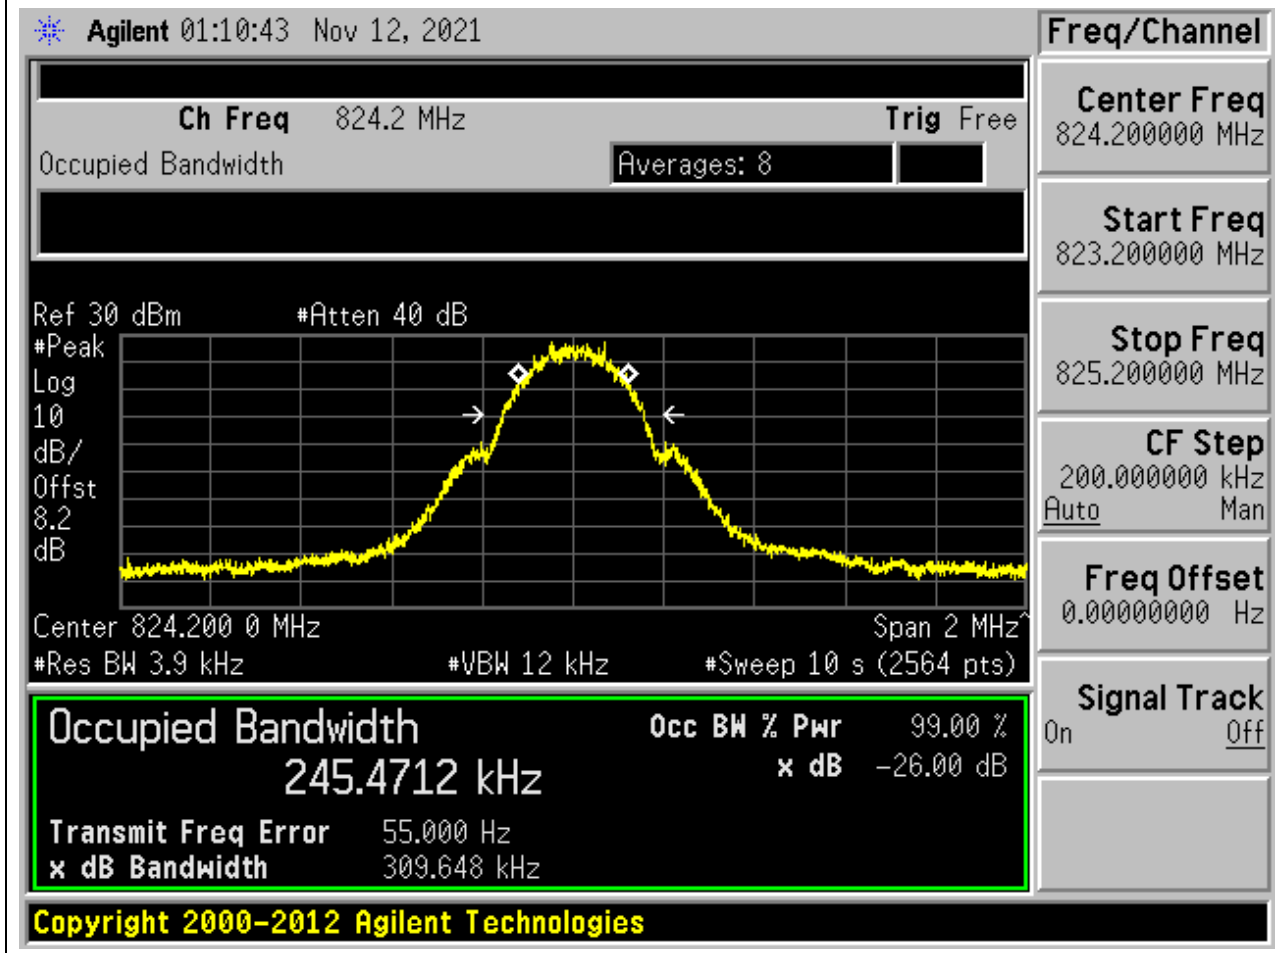 Agilent 01:10:43 Nov 12, 2021
Freq/Channel
Ch Freq 824.2 MHz Trig Free
Occupied Bandwidth Averages: 8
Ref 30 dBm #Atten 40 dB
#Peak
Log
10
dB/
Offst
8.2
dB
Center 824.200 0 MHz Span 2 MHz^
#Res BW 3.9 kHz #VBW 12 kHz #Sweep 10 s (2564 pts)
Occupied Bandwidth Occ BW % Pwr 99.00 %
245.4712 kHz x dB -26.00 dB
Transmit Freq Error 55.000 Hz
x dB Bandwidth 309.648 kHz
Center Freq
824.200000 MHz
Start Freq
823.200000 MHz
Stop Freq
825.200000 MHz
CF Step
200.000000 kHz
Auto Man
Freq Offset
0.00000000 Hz
Signal Track
On Off
Copyright 2000-2012 Agilent Technologies